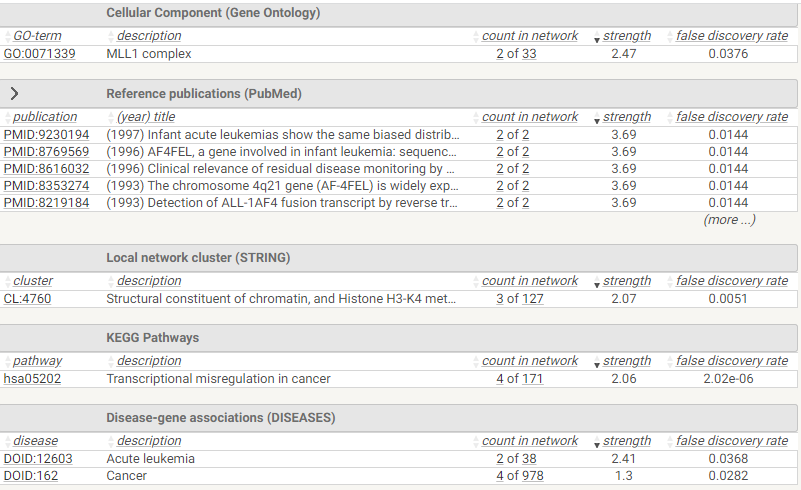 Cellular Component (Gene Ontology)
GO-term description count in network strength false discovery rate
GO:0071339 MLL1 complex 2 of 33 2.47 0.0376
Reference publications (PubMed)
publication (year) title count in network strength false discovery rate
PMID:9230194 (1997) Infant acute leukemias show the same biased distrib... 2 of 2 3.69 0.0144
PMID:8769569 (1996) AF4FEL, a gene involved in infant leukemia: sequenc... 2 of 2 3.69 0.0144
PMID:8616032 (1996) Clinical relevance of residual disease monitoring by ... 2 of 2 3.69 0.0144
PMID:8353274 (1993) The chromosome 4q21 gene (AF-4FEL) is widely exp... 2 of 2 3.69 0.0144
PMID:8219184 (1993) Detection of ALL-1AF4 fusion transcript by reverse tr... 2 of 2 3.69 0.0144
(more ...)
Local network cluster (STRING)
cluster description count in network strength false discovery rate
CL:4760 Structural constituent of chromatin, and Histone H3-K4 met... 3 of 127 2.07 0.0051
KEGG Pathways
pathway description count in network strength false discovery rate
hsa05202 Transcriptional misregulation in cancer 4 of 171 2.06 2.02e-06
Disease-gene associations (DISEASES)
disease description count in network strength false discovery rate
DOID:12603 Acute leukemia 2 of 38 2.41 0.0368
DOID:162 Cancer 4 of 978 1.3 0.0282